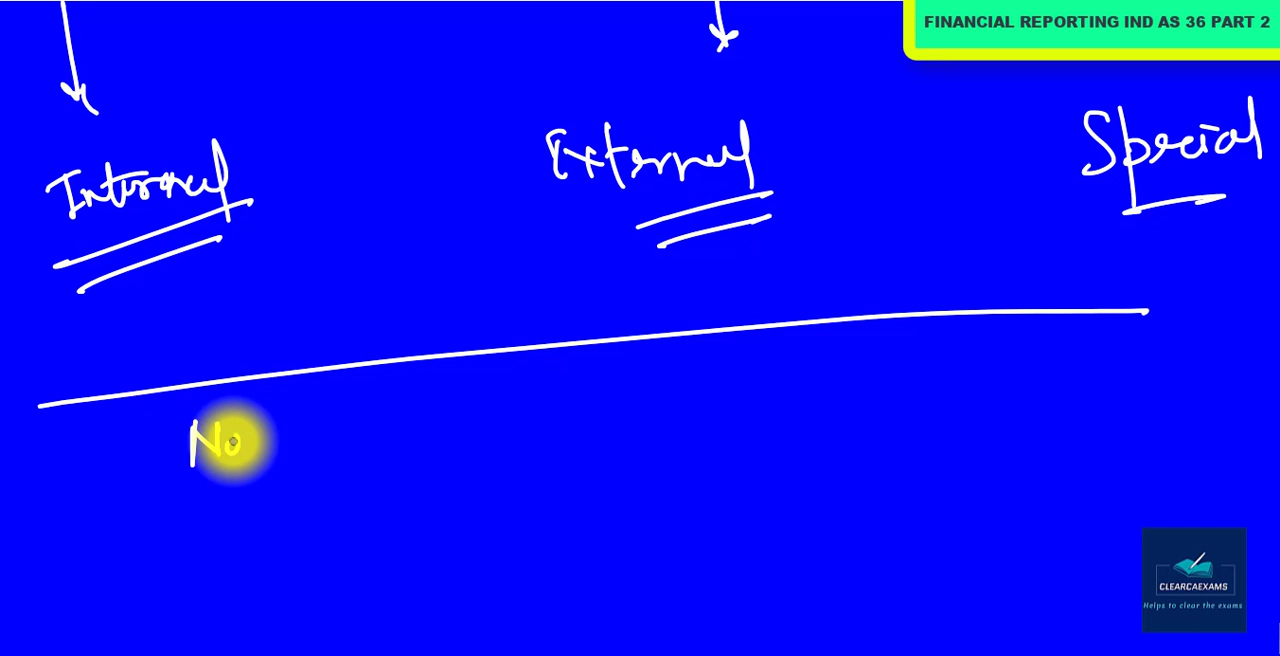 FINANCIAL REPORTING IND AS 36 PART 2
Internal External Special
No
CLEARCAEXAMS
Helps to clear the exams